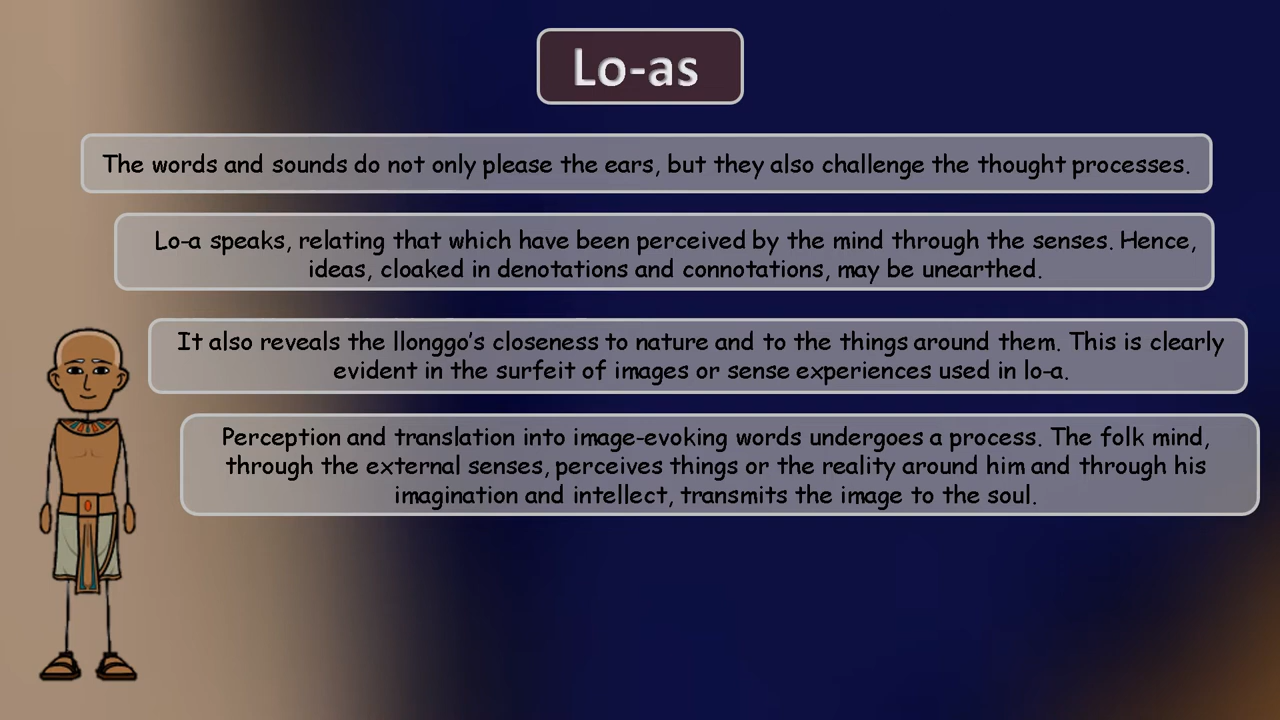 Lo-as
The words and sounds do not only please the ears, but they also challenge the thought processes.
Lo-a speaks, relating that which have been perceived by the mind through the senses. Hence,
ideas, cloaked in denotations and connotations, may be unearthed.
It also reveals the llonggo’s closeness to nature and to the things around them. This is clearly
evident in the surfeit of images or sense experiences used in lo-a.
Perception and translation into image-evoking words undergoes a process. The folk mind,
through the external senses, perceives things or the reality around him and through his
imagination and intellect, transmits the image to the soul.